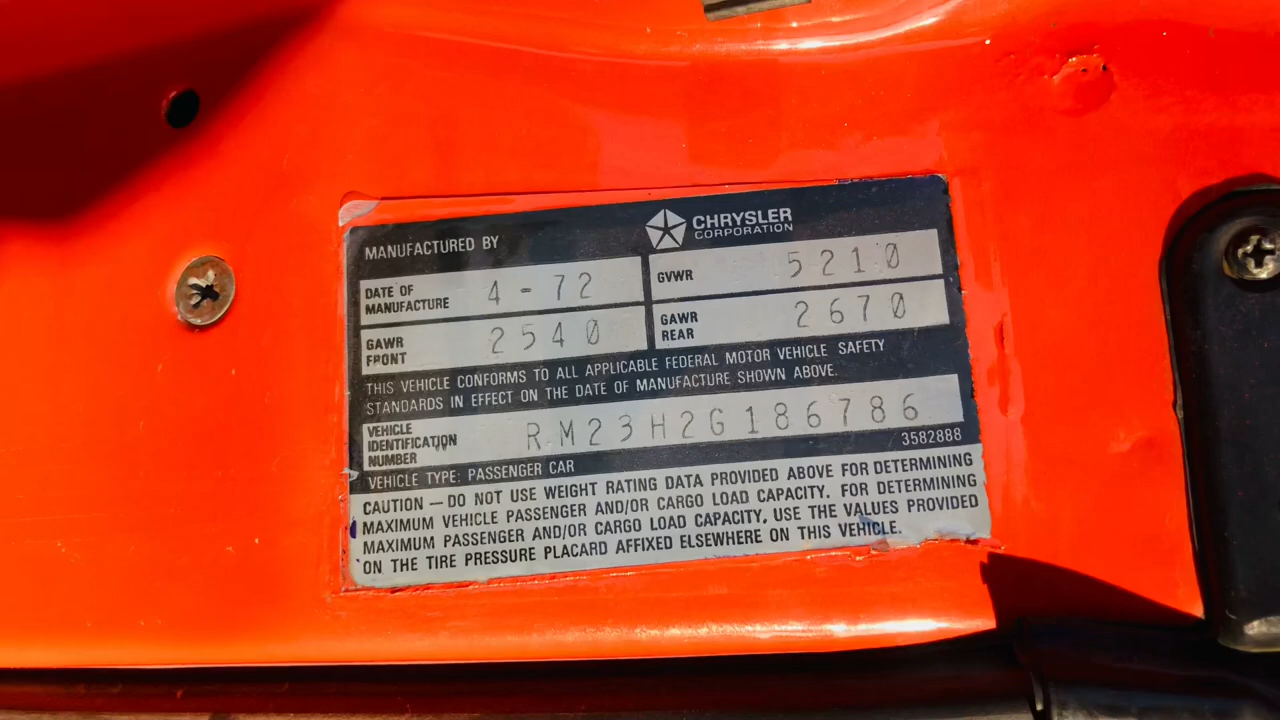 MANUFACTURED BY
CHRYSLER
CORPORATION
DATE OF
MANUFACTURE
4 - 72
GVWR
5210
GAWR
FRONT
2540
GAWR
REAR
2670
THIS VEHICLE CONFORMS TO ALL APPLICABLE FEDERAL MOTOR VEHICLE SAFETY
STANDARDS IN EFFECT ON THE DATE OF MANUFACTURE SHOWN ABOVE.
VEHICLE
IDENTIFICATION
NUMBER
RM23H2G186786
3582888
VEHICLE TYPE: PASSENGER CAR
CAUTION — DO NOT USE WEIGHT RATING DATA PROVIDED ABOVE FOR DETERMINING
MAXIMUM VEHICLE PASSENGER AND/OR CARGO LOAD CAPACITY. FOR DETERMINING
MAXIMUM PASSENGER AND/OR CARGO LOAD CAPACITY, USE THE VALUES PROVIDED
ON THE TIRE PRESSURE PLACARD AFFIXED ELSEWHERE ON THIS VEHICLE.